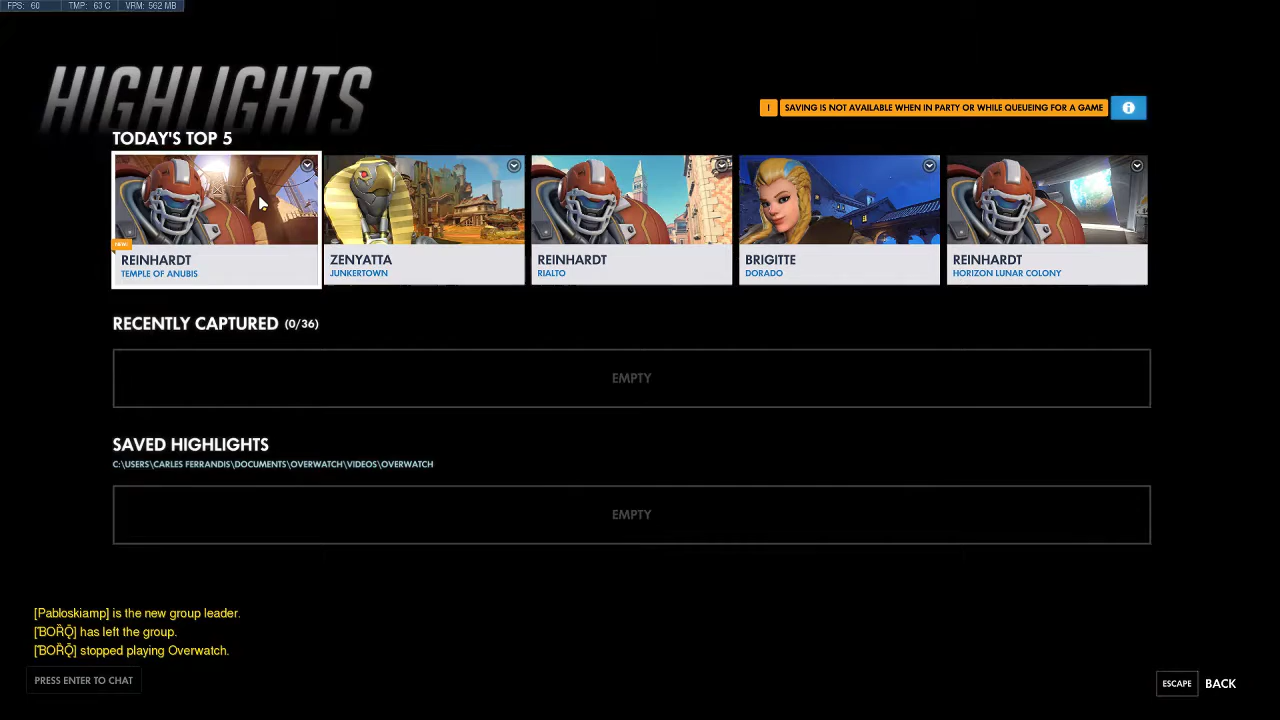 FPS: 60 TMP: 63 C VRM: 562 MB
HIGHLIGHTS
! SAVING IS NOT AVAILABLE WHEN IN PARTY OR WHILE QUEUEING FOR A GAME
TODAY'S TOP 5
NEW!
REINHARDT
TEMPLE OF ANUBIS
ZENYATTA
JUNKERTOWN
REINHARDT
RIALTO
BRIGITTE
DORADO
REINHARDT
HORIZON LUNAR COLONY
RECENTLY CAPTURED (0/36)
EMPTY
SAVED HIGHLIGHTS
C:\USERS\CARLES FERRANDIS\DOCUMENTS\OVERWATCH\VIDEOS\OVERWATCH
EMPTY
[Pabloskiamp] is the new group leader.
has left the group.
stopped playing Overwatch.
PRESS ENTER TO CHAT
ESCAPE BACK